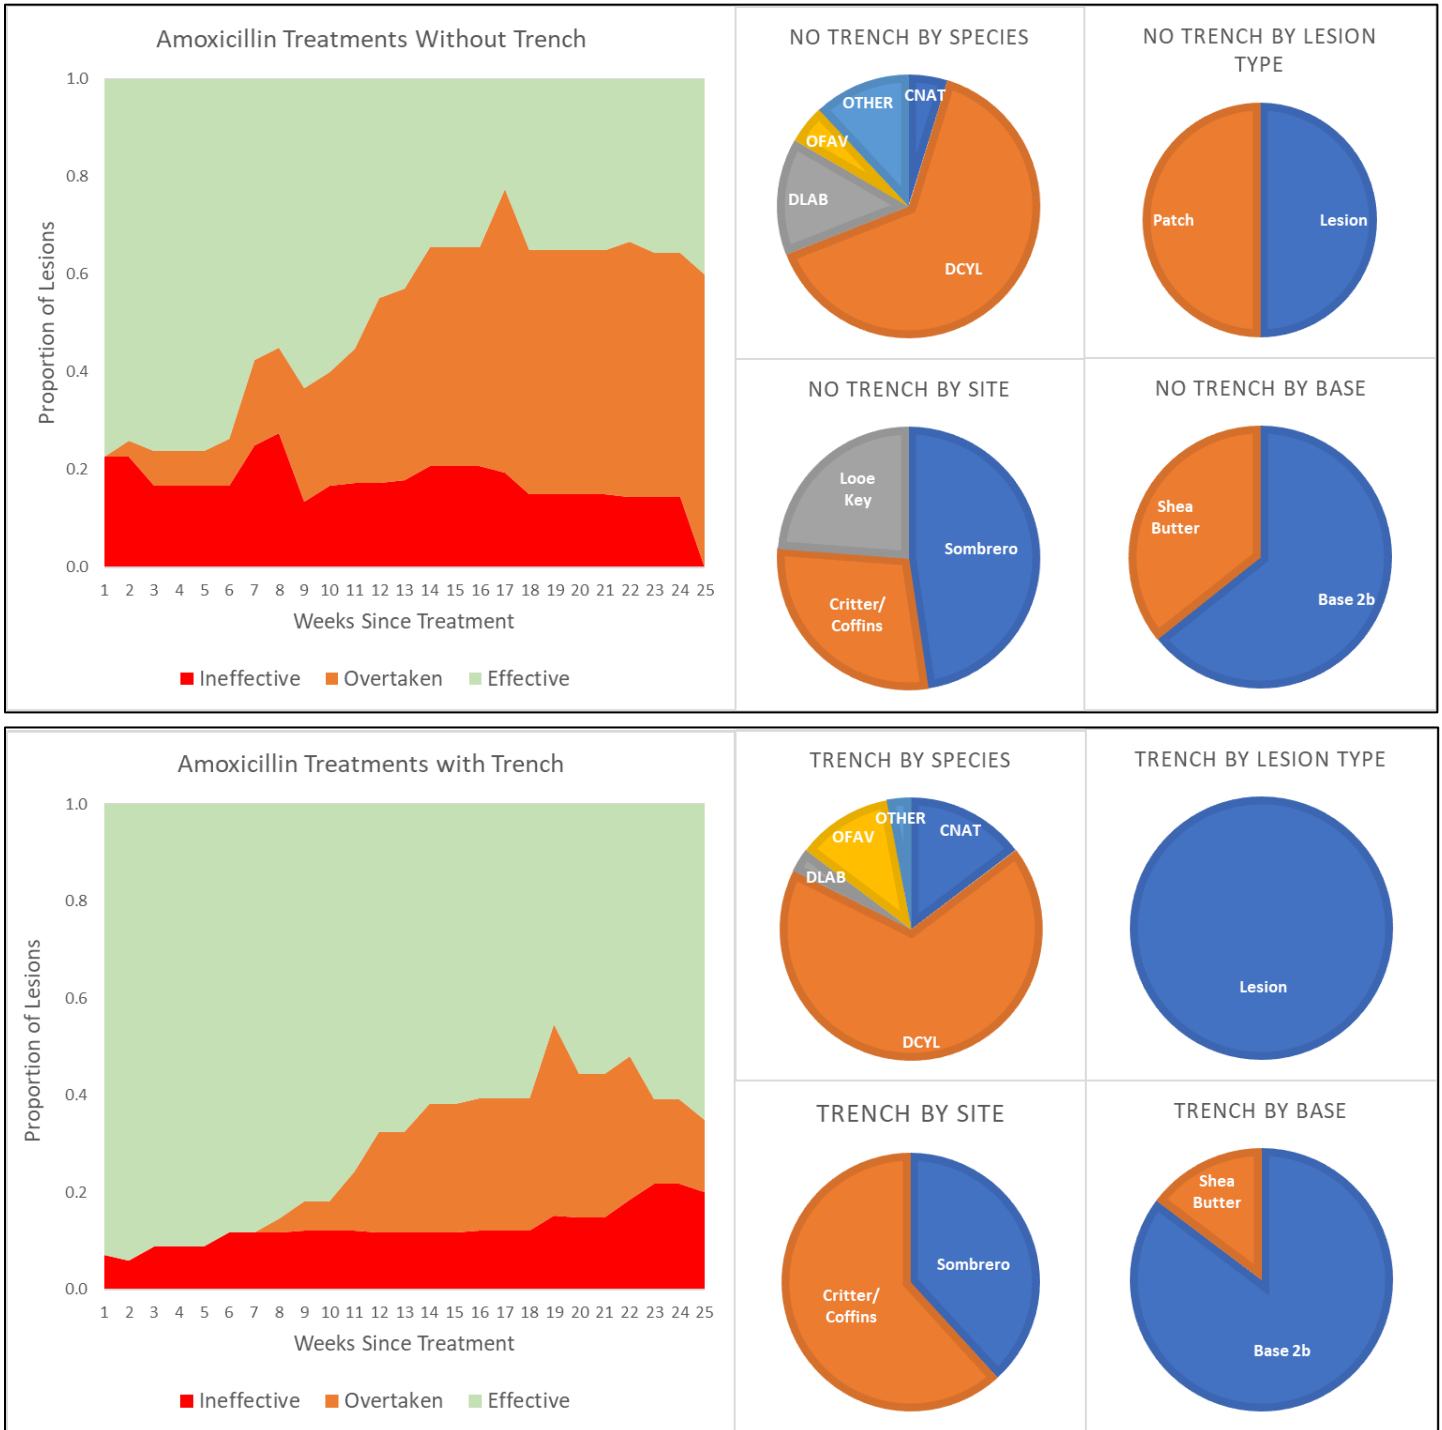 Amoxicillin Treatments Without Trench
1.0
0.8
0.6
0.4
0.2
0.0
Proportion of Lesions
1 2 3 4 5 6 7 8 9 10 11 12 13 14 15 16 17 18 19 20 21 22 23 24 25
Weeks Since Treatment
Ineffective Overtaken Effective
NO TRENCH BY SPECIES
OTHER
CNAT
OFAV
DLAB
DCYL
NO TRENCH BY LESION
TYPE
Patch
Lesion
NO TRENCH BY SITE
Looe
Key
Sombrero
Critter/
Coffins
NO TRENCH BY BASE
Shea
Butter
Base 2b
Amoxicillin Treatments with Trench
1.0
0.8
0.6
0.4
0.2
0.0
Proportion of Lesions
1 2 3 4 5 6 7 8 9 10 11 12 13 14 15 16 17 18 19 20 21 22 23 24 25
Weeks Since Treatment
Ineffective Overtaken Effective
TRENCH BY SPECIES
OTHER
CNAT
OFAV
DLAB
DCYL
TRENCH BY LESION TYPE
Lesion
TRENCH BY SITE
Sombrero
Critter/
Coffins
TRENCH BY BASE
Shea
Butter
Base 2b